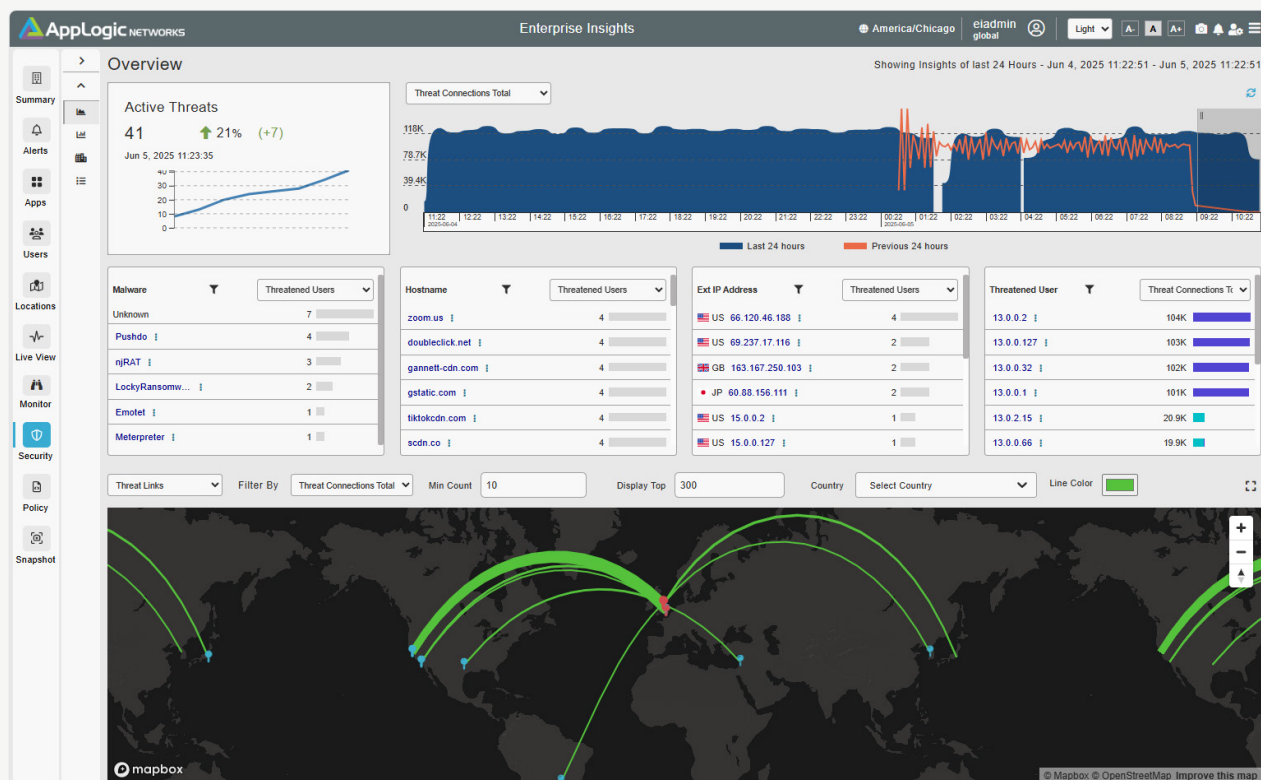 AppLogic NETWORKS
Enterprise Insights
America/Chicago
eiadmin
global
Light
A-
A
A+
Summary
Alerts
Apps
Users
Locations
Live View
Monitor
Security
Policy
Snapshot
Overview
Showing Insights of last 24 Hours - Jun 4, 2025 11:22:51 - Jun 5, 2025 11:22:51
Active Threats
41 21% (+7)
Jun 5, 2025 11:23:35
40
30
20
10
0
Threat Connections Total
118K
78.7K
39.4K
0
11:22 12:22 13:22 14:22 15:22 16:22 17:22 18:22 19:22 20:22 21:22 22:22 23:22 00:22 01:22 02:22 03:22 04:22 05:22 06:22 07:22 08:22 09:22 10:22
2025-06-04 2025-06-05
Last 24 hours Previous 24 hours
Malware Threatened Users
Unknown 7
Pushdo 4
njRAT 3
LockyRansomw... 2
Emotet 1
Meterpreter 1
Hostname Threatened Users
zoom.us 4
doubleclick.net 4
gannett-cdn.com 4
gstatic.com 4
tiktokcdn.com 4
scdn.co 4
Ext IP Address Threatened Users
US 66.120.46.188 4
US 69.237.17.116 2
GB 163.167.250.103 2
JP 60.88.156.111 2
US 15.0.0.2 1
US 15.0.0.127 1
Threatened User Threat Connections Tc
13.0.0.2 104K
13.0.0.127 103K
13.0.0.32 102K
13.0.0.1 101K
13.0.2.15 20.9K
13.0.0.66 19.9K
Threat Links Filter By Threat Connections Total Min Count 10 Display Top 300 Country Select Country Line Color
mapbox
© Mapbox © OpenStreetMap Improve this map